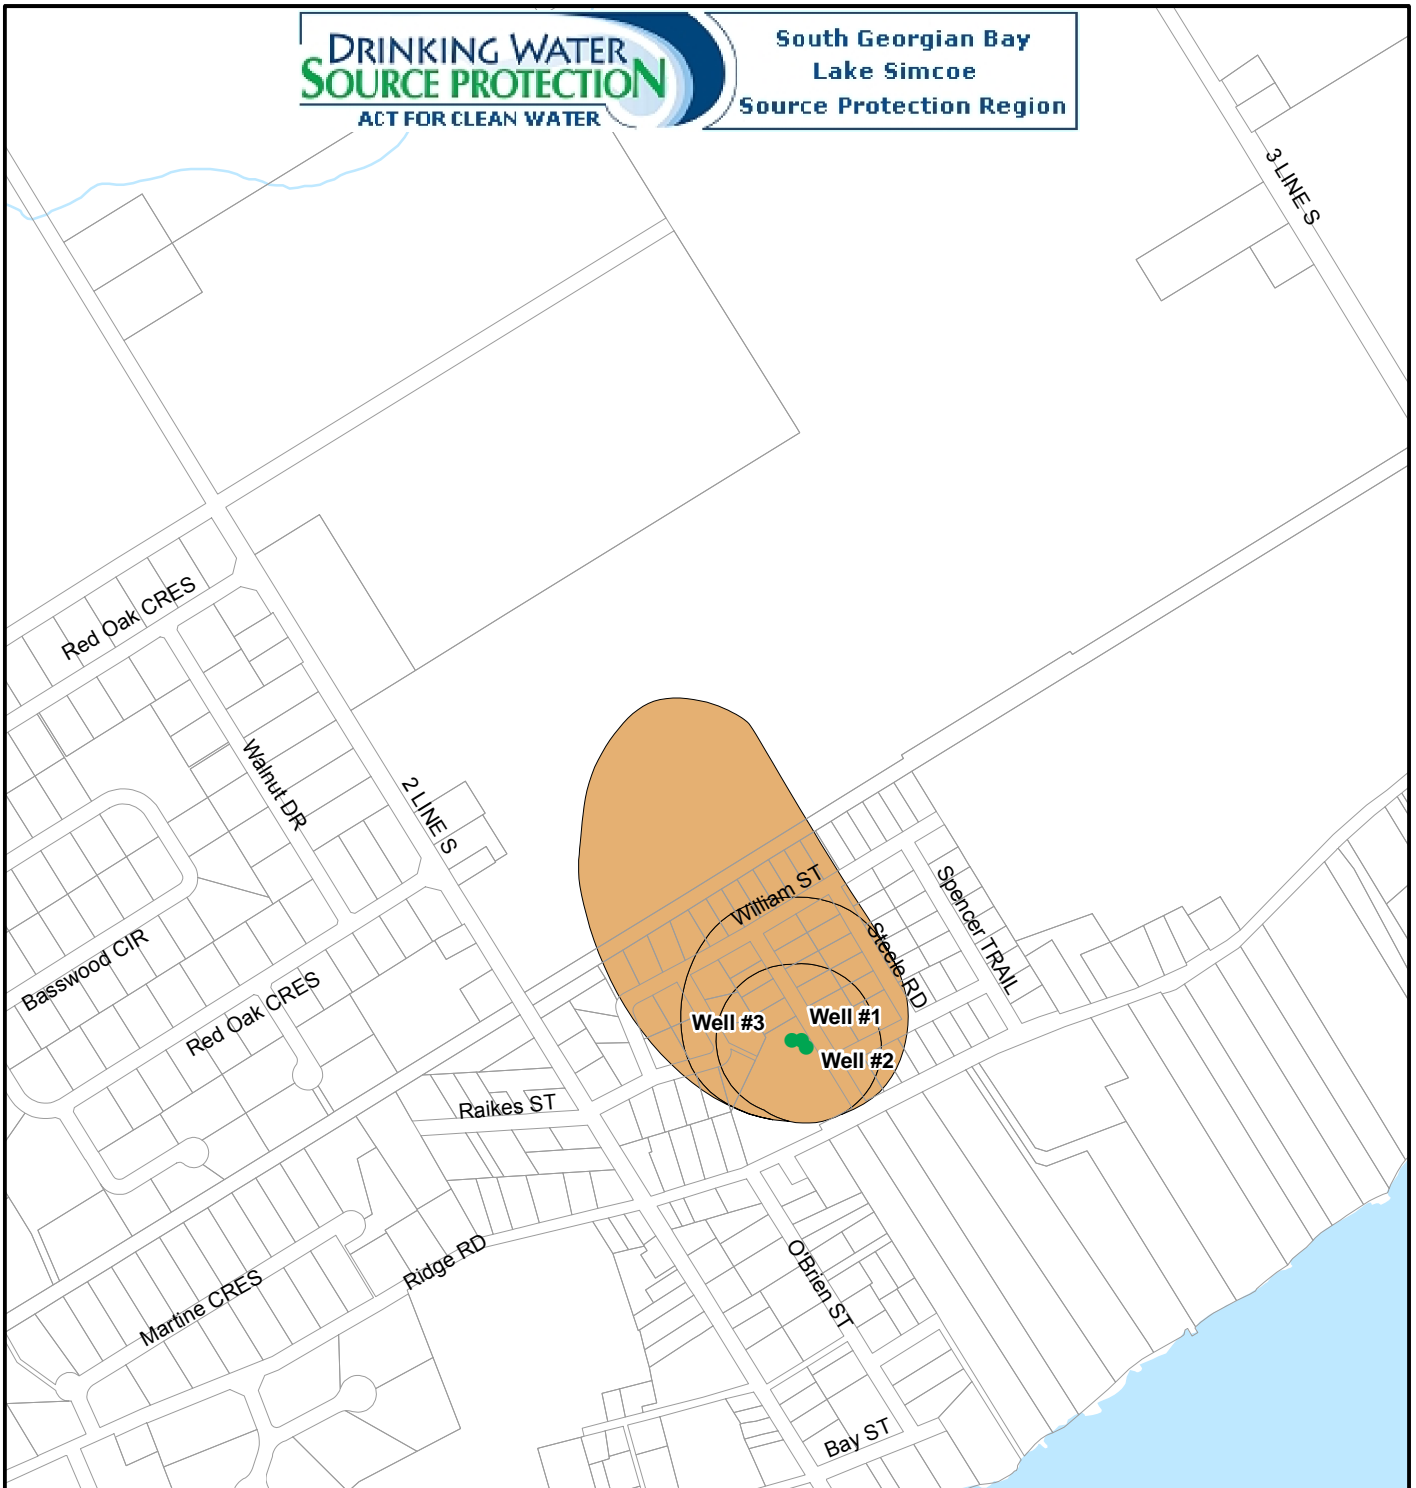 DRINKING WATER
SOURCE PROTECTION
ACT FOR CLEAN WATER
South Georgian Bay
Lake Simcoe
Source Protection Region
3 LINE S
Red Oak CRES
Walnut DR
2 LINE S
William ST
Spencer TRAIL
Steele RD
Basswood CIR
Red Oak CRES
Well #3
Well #1
Well #2
Raikes ST
Ridge RD
O'Brien ST
Martine CRES
Bay ST